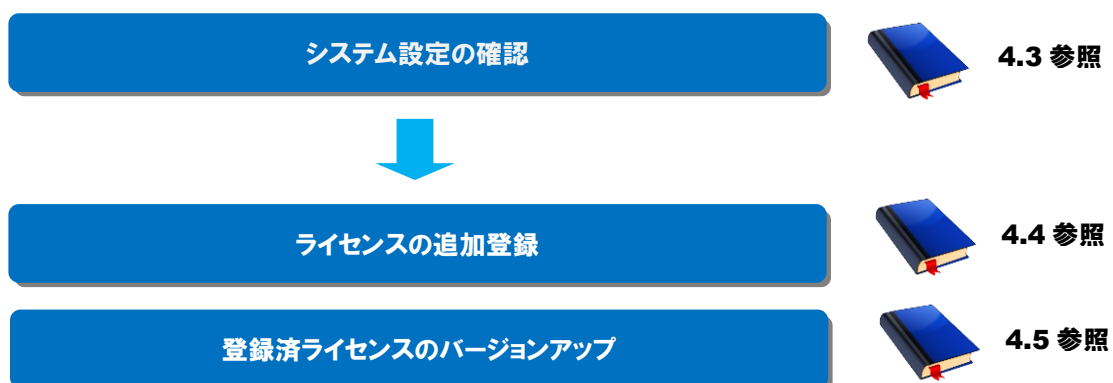 システム設定の確認
4.3 参照
ライセンスの追加登録
4.4 参照
登録済ライセンスのバージョンアップ
4.5 参照